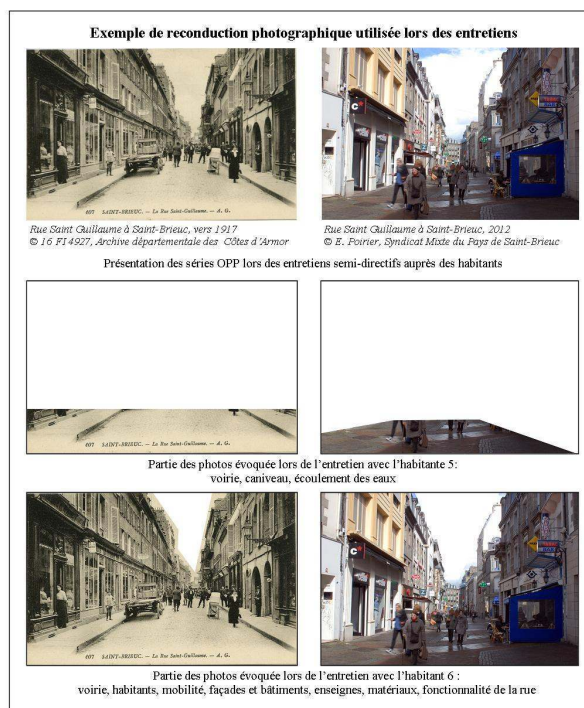 Exemple de reconduction photographique utilisée lors des entretiens
607 SAINT-BRIEUC. – La Rue Saint-Guillaume. – A. G.
Rue Saint Guillaume à Saint-Brieuc, vers 1917
© 16 FI 4927, Archive départementale des Côtes d'Armor
Rue Saint Guillaume à Saint-Brieuc, 2012
© E. Poirier, Syndicat Mixte du Pays de Saint-Brieuc
Présentation des séries OPP lors des entretiens semi-directifs auprès des habitants
607 SAINT-BRIEUC. – La Rue Saint-Guillaume. – A. G.
Partie des photos évoquée lors de l'entretien avec l'habitante 5:
voirie, caniveau, écoulement des eaux
607 SAINT-BRIEUC. – La Rue Saint-Guillaume. – A. G.
Partie des photos évoquée lors de l'entretien avec l'habitant 6 :
voirie, habitants, mobilité, façades et bâtiments, enseignes, matériaux, fonctionnalité de la rue